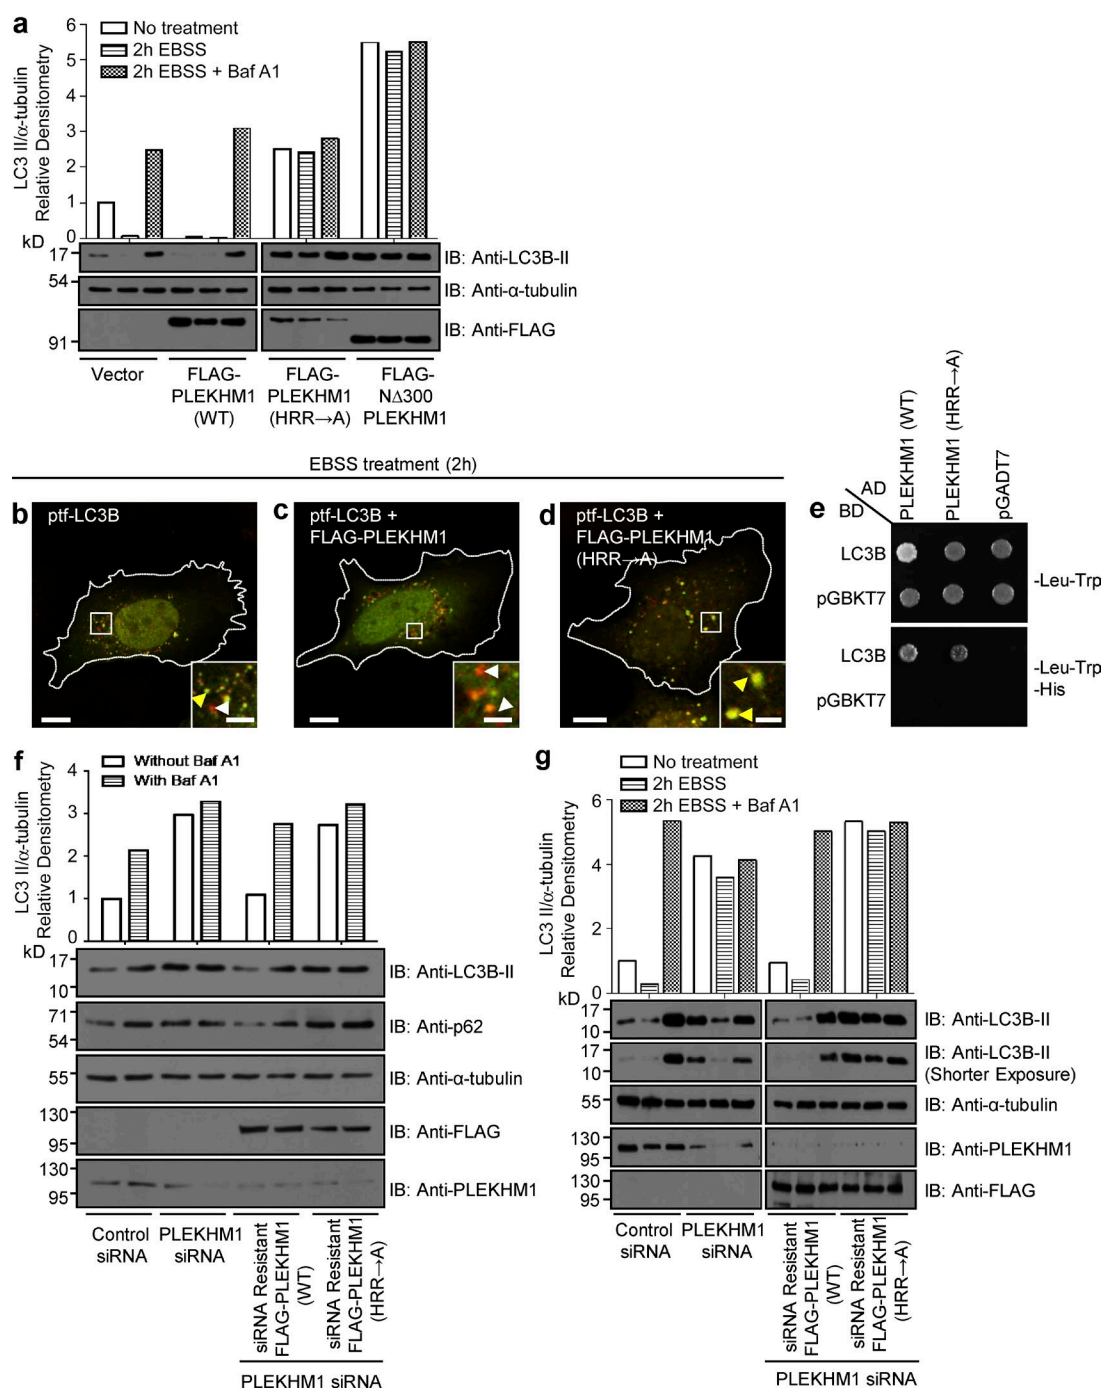 a
6
5
4
3
2
1
0
LC3 II/α-tubulin
Relative Densitometry
No treatment
2h EBSS
2h EBSS + Baf A1
kD
17
IB: Anti-LC3B-II
54
IB: Anti-α-tubulin
91
IB: Anti-FLAG
Vector
FLAG-
PLEKHM1
(WT)
FLAG-
PLEKHM1
(HRR→A)
FLAG-
NΔ300
PLEKHM1
EBSS treatment (2h)
b
ptf-LC3B
c
ptf-LC3B +
FLAG-PLEKHM1
d
ptf-LC3B +
FLAG-PLEKHM1
(HRR→A)
e
AD
BD
PLEKHM1 (WT)
PLEKHM1 (HRR→A)
pGADT7
LC3B
pGBKT7
-Leu-Trp
LC3B
pGBKT7
-Leu-Trp
-His
f
4
3
2
1
0
LC3 II/α-tubulin
Relative Densitometry
Without Baf A1
With Baf A1
kD
17
10
IB: Anti-LC3B-II
71
54
IB: Anti-p62
55
IB: Anti-α-tubulin
130
95
IB: Anti-FLAG
130
95
IB: Anti-PLEKHM1
Control
siRNA
PLEKHM1
siRNA
siRNA Resistant
FLAG-PLEKHM1
(WT)
siRNA Resistant
FLAG-PLEKHM1
(HRR→A)
PLEKHM1 siRNA
g
No treatment
2h EBSS
2h EBSS + Baf A1
6
4
2
0
LC3 II/α-tubulin
Relative Densitometry
kD
17
10
IB: Anti-LC3B-II
17
10
IB: Anti-LC3B-II
(Shorter Exposure)
55
IB: Anti-α-tubulin
130
95
IB: Anti-PLEKHM1
130
95
IB: Anti-FLAG
Control
siRNA
PLEKHM1
siRNA
siRNA Resistant
FLAG-PLEKHM1
(WT)
siRNA Resistant
FLAG-PLEKHM1
(HRR→A)
PLEKHM1 siRNA